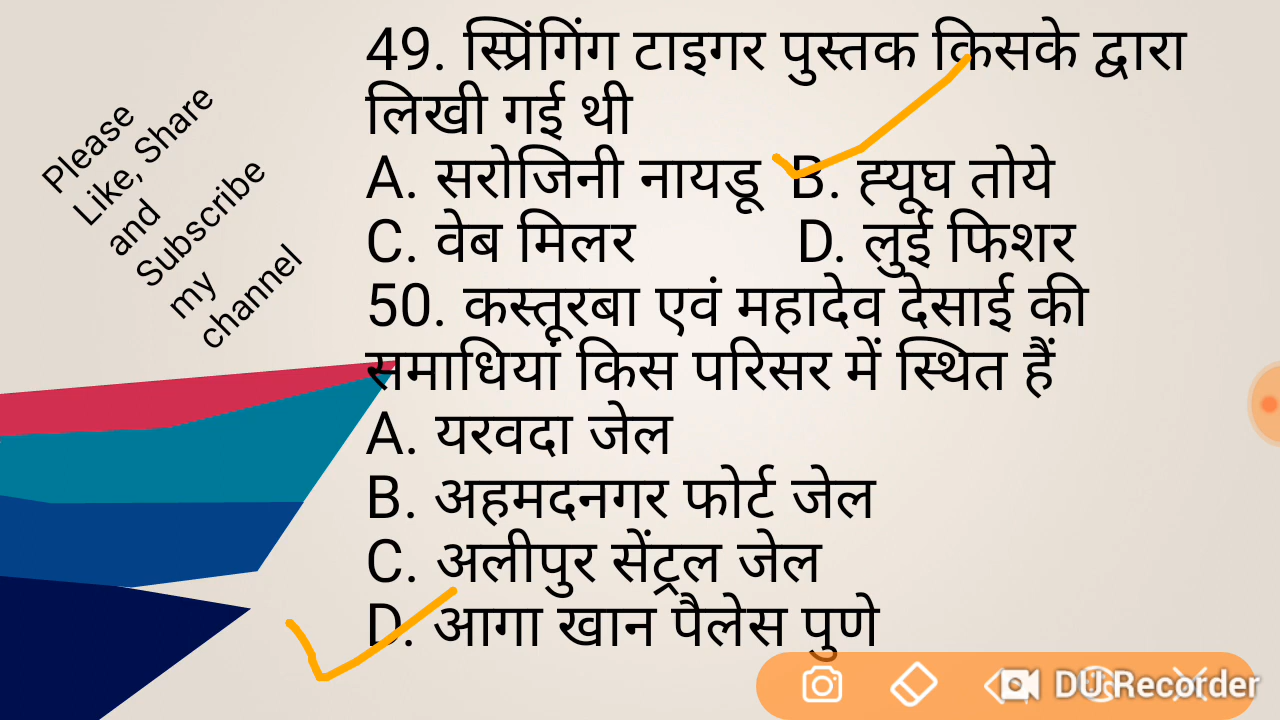 Please
Like, Share
and
Subscribe
my
channel
49. स्प्रिंगिंग टाइगर पुस्तक किसके द्वारा
लिखी गई थी
A. सरोजिनी नायडू B. ह्यूघ तोये
C. वेब मिलर D. लुई फिशर
50. कस्तूरबा एवं महादेव देसाई की
समाधियां किस परिसर में स्थित हैं
A. यरवदा जेल
B. अहमदनगर फोर्ट जेल
C. अलीपुर सेंट्रल जेल
D. आगा खान पैलेस पुणे
DU Recorder